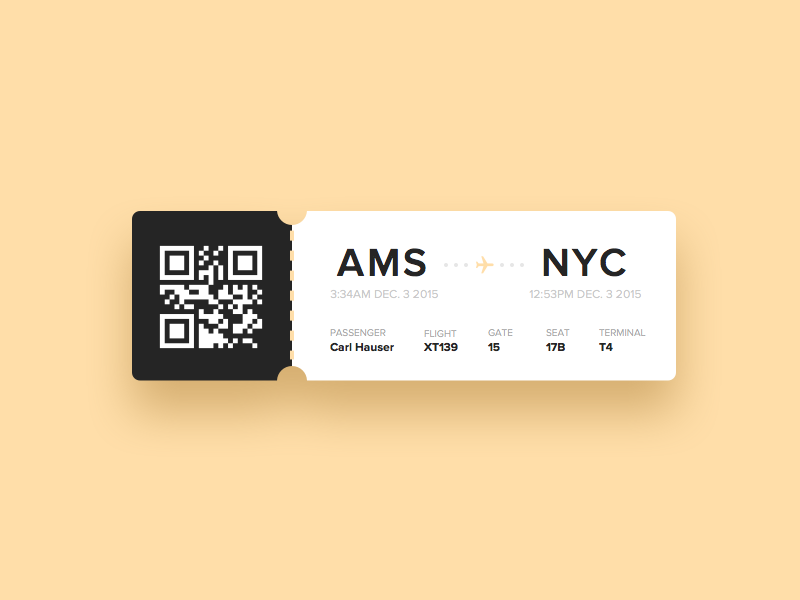 AMS NYC
3:34AM DEC. 3 2015 12:53PM DEC. 3 2015
PASSENGER FLIGHT GATE SEAT TERMINAL
Carl Hauser XT139 15 17B T4